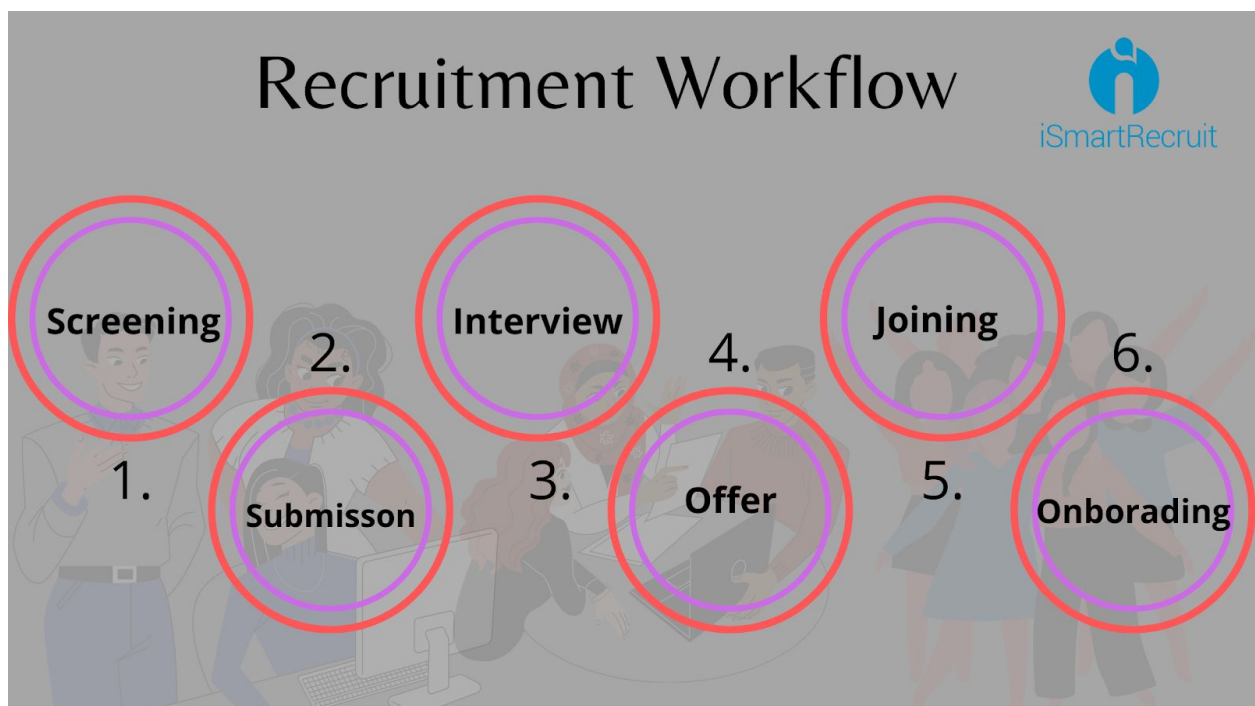 Recruitment Workflow
iSmartRecruit
Screening
1.
2.
Submisson
Interview
3.
4.
Offer
Joining
5.
6.
Onborading